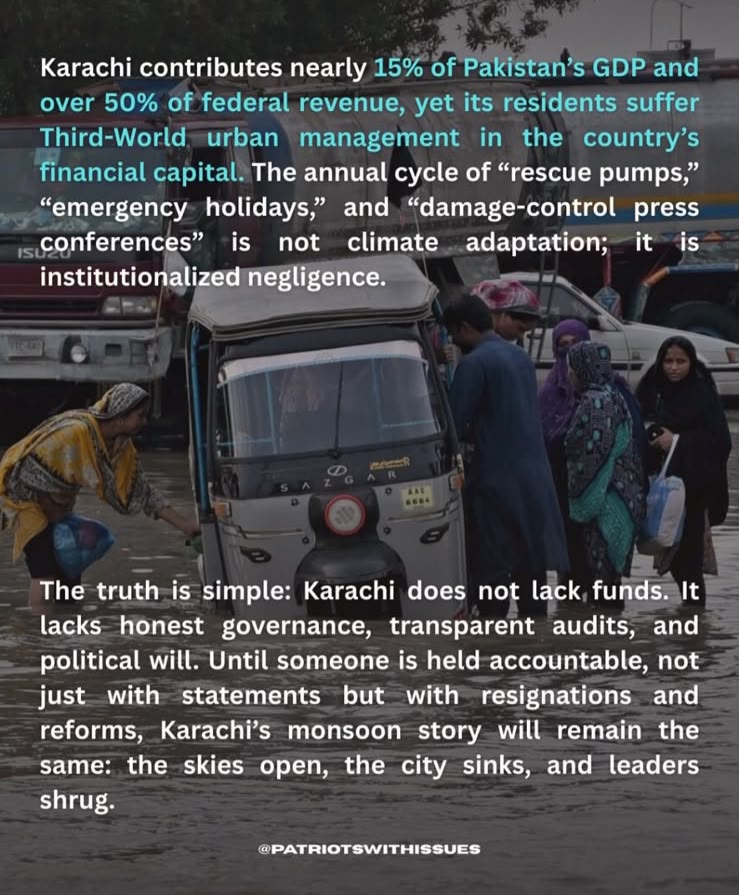 Karachi contributes nearly 15% of Pakistan's GDP and
over 50% of federal revenue, yet its residents suffer
Third-World urban management in the country's
financial capital. The annual cycle of “rescue pumps,”
“emergency holidays,” and “damage-control press
conferences” is not climate adaptation; it is
institutionalized negligence.
ISUZU
SAZGAR
The truth is simple: Karachi does not lack funds. It
lacks honest governance, transparent audits, and
political will. Until someone is held accountable, not
just with statements but with resignations and
reforms, Karachi's monsoon story will remain the
same: the skies open, the city sinks, and leaders
shrug.
@PATRIOTSWITHISSUES